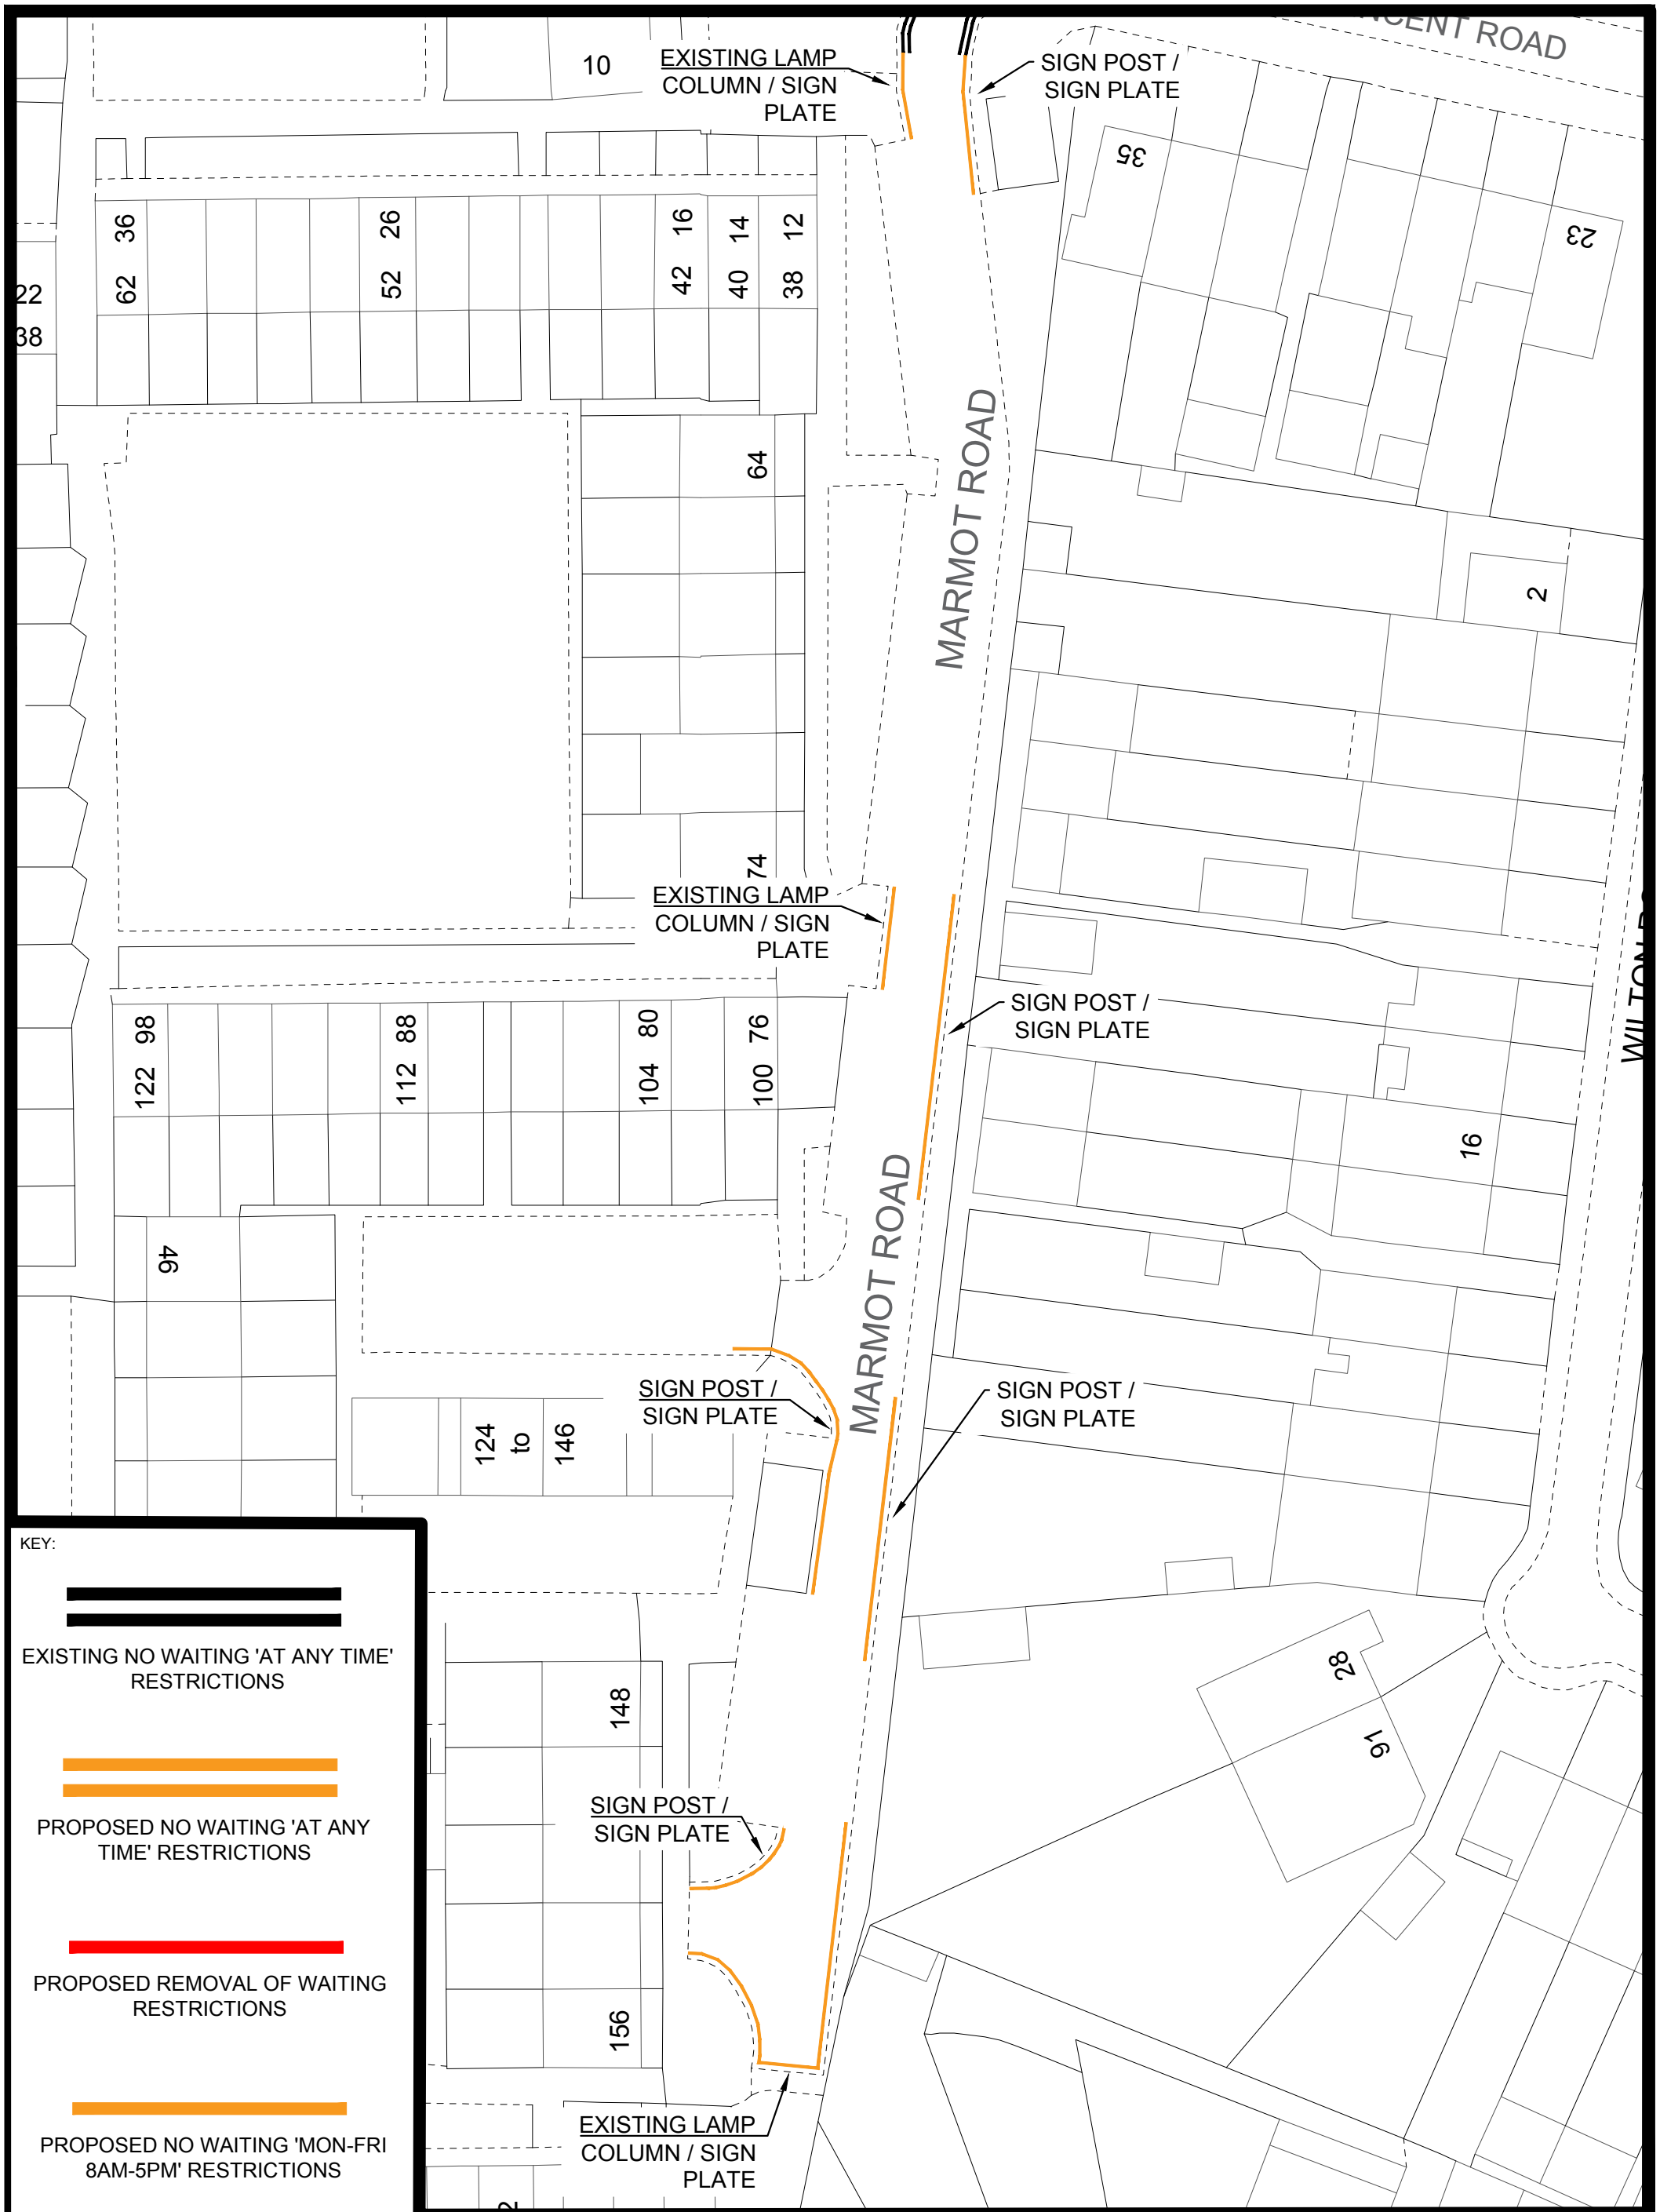 NCENT ROAD
10
EXISTING LAMP
COLUMN / SIGN
PLATE
SIGN POST /
SIGN PLATE
35
23
36
62
26
52
16
42
14
40
12
38
22
38
64
MARMOT ROAD
2
74
EXISTING LAMP
COLUMN / SIGN
PLATE
SIGN POST /
SIGN PLATE
98
122
88
112
80
104
76
100
16
46
MARMOT ROAD
SIGN POST /
SIGN PLATE
SIGN POST /
SIGN PLATE
124
to
146
148
28
91
SIGN POST /
SIGN PLATE
156
EXISTING LAMP
COLUMN / SIGN
PLATE
KEY:
EXISTING NO WAITING 'AT ANY TIME'
RESTRICTIONS
PROPOSED NO WAITING 'AT ANY
TIME' RESTRICTIONS
PROPOSED REMOVAL OF WAITING
RESTRICTIONS
PROPOSED NO WAITING 'MON-FRI
8AM-5PM' RESTRICTIONS